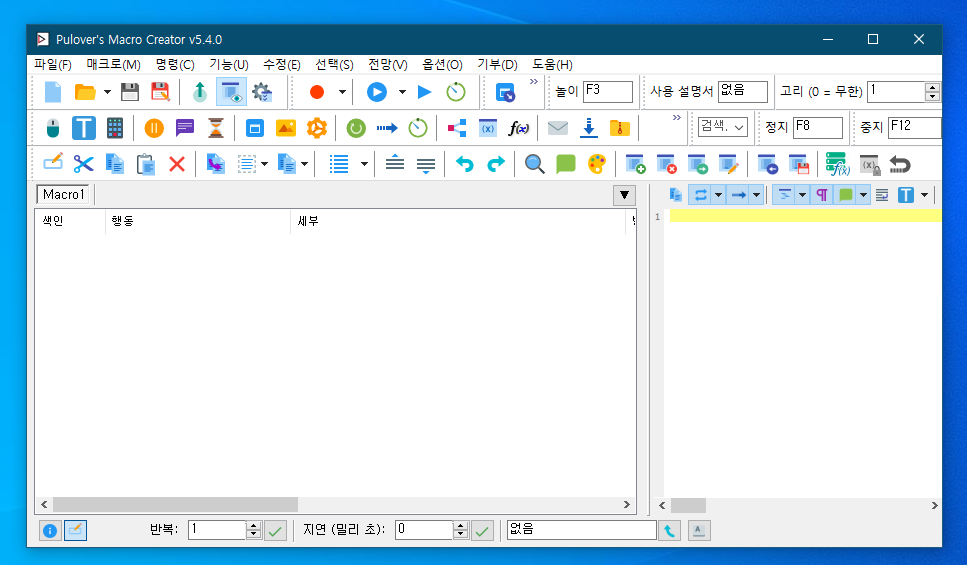 Pulover's Macro Creator v5.4.0
파일(F) 매크로(M) 명령(C) 기능(U) 수정(E) 선택(S) 전망(V) 옵션(O) 기부(D) 도움(H)
놀이 F3 사용 설명서 없음 고리 (0 = 무한) 1
검색. 정지 F8 중지 F12
Macro1
색인 행동 세부
1
반복: 1 지연 (밀리 초): 0 없음